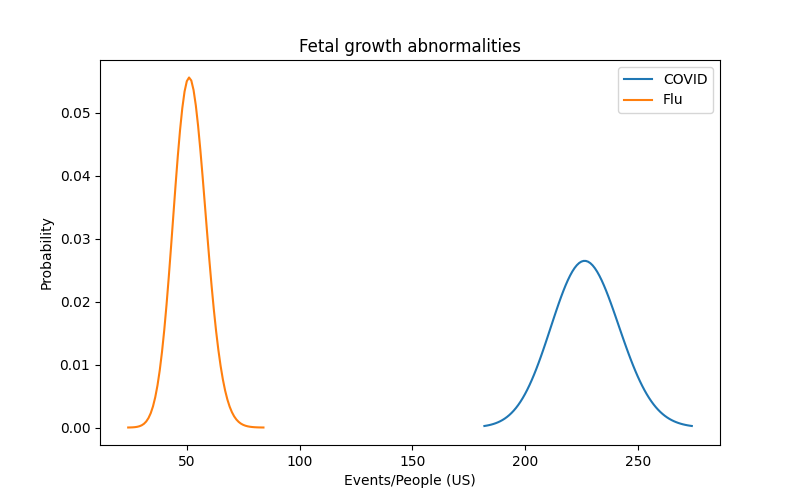 Fetal growth abnormalities
COVID
Flu
0.05
0.04
0.03
0.02
0.01
0.00
Probability
50
100
150
200
250
Events/People (US)